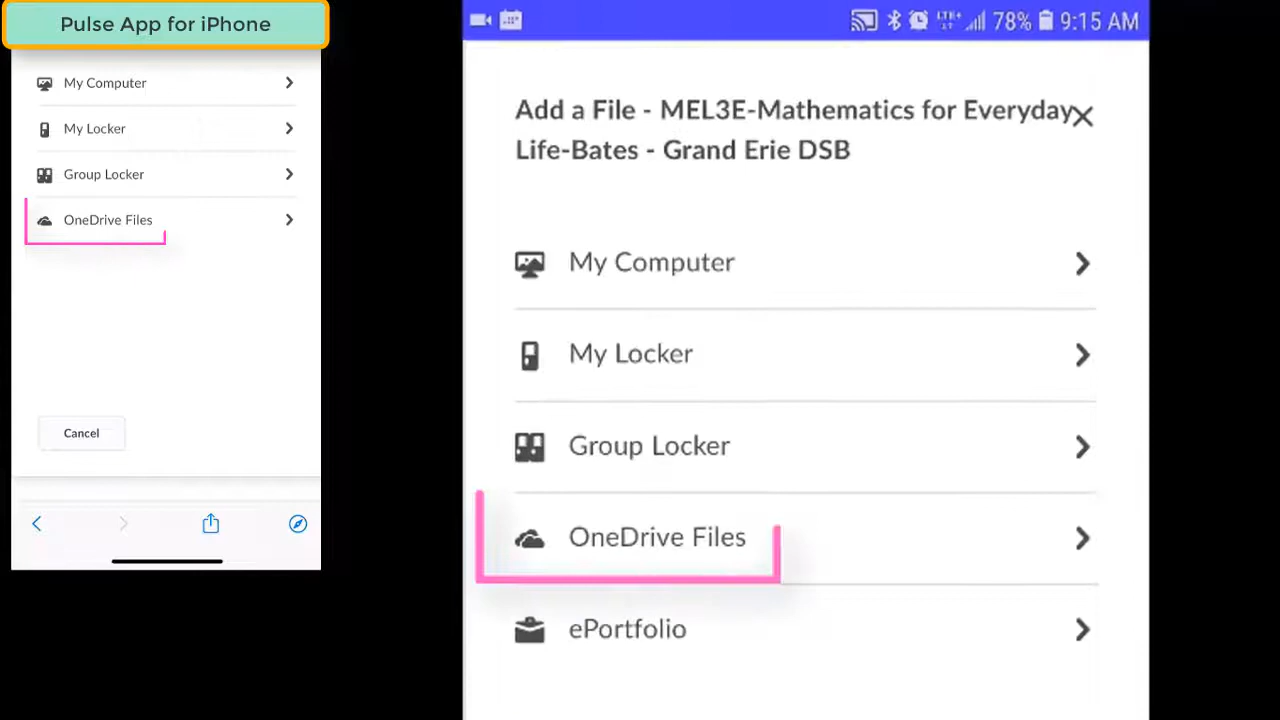 Pulse App for iPhone
My Computer
My Locker
Group Locker
OneDrive Files
Cancel
LTE+
78%
9:15 AM
Add a File - MEL3E-Mathematics for Everyday
Life-Bates - Grand Erie DSB
My Computer
My Locker
Group Locker
OneDrive Files
ePortfolio